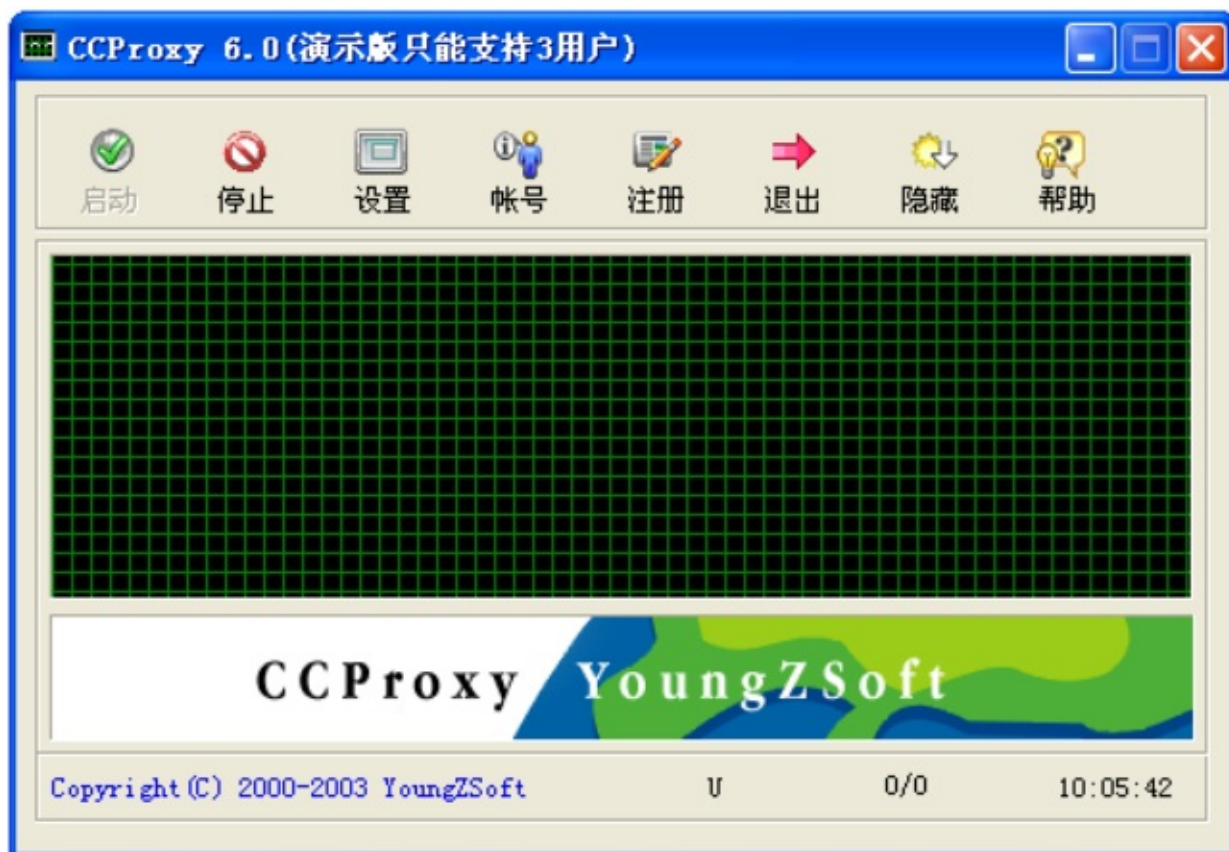 CCProxy 6.0(演示版只能支持3用户)
启动 停止 设置 帐号 注册 退出 隐藏 帮助
CCProxy YoungZSoft
Copyright(C) 2000-2003 YoungZSoft U 0/0 10:05:42